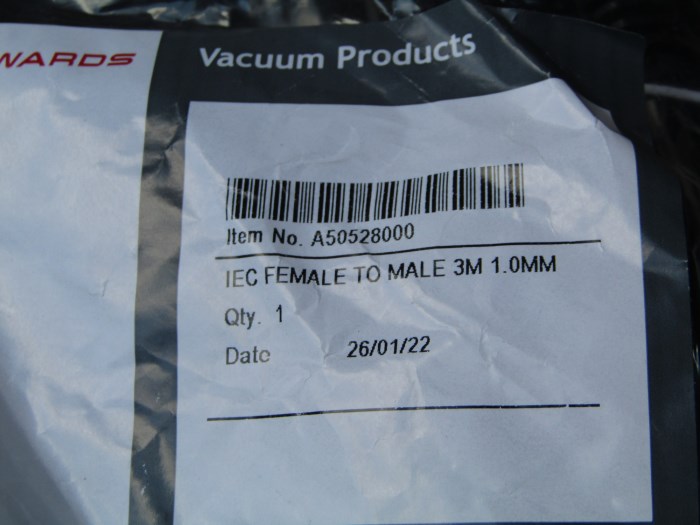 WARDS
Vacuum Products
Item No. A50528000
IEC FEMALE TO MALE 3M 1.0MM
Qty. 1
Date 26/01/22